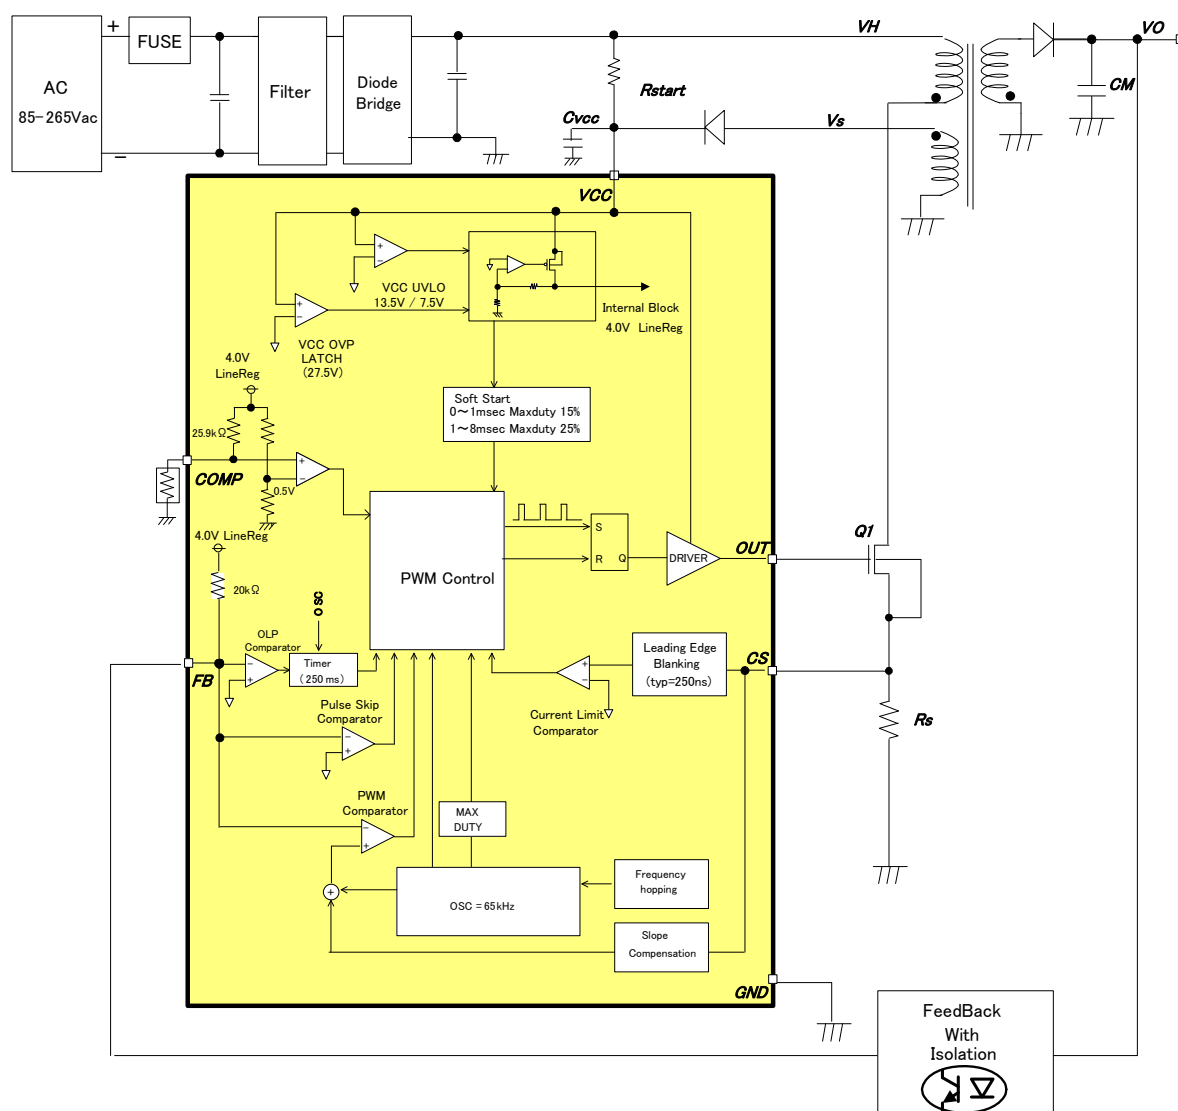 +
FUSE
VH
VO
AC
85-265Vac
Filter
Diode
Bridge
Rstart
CM
Cvcc
Vs
−
VCC
+
−
VCC UVLO
13.5V / 7.5V
+
−
Internal Block
4.0V LineReg
VCC OVP
LATCH
(27.5V)
4.0V
LineReg
Soft Start
0～1msec Maxduty 15%
1～8msec Maxduty 25%
25.9kΩ
COMP
+
−
0.5V
4.0V LineReg
S
R
Q
DRIVER
OUT
Q1
PWM Control
20kΩ
OSC
OLP
Comparator
−
+
Timer
(250 ms)
FB
Leading Edge
Blanking
(typ=250ns)
CS
+
−
Pulse Skip
Comparator
−
+
Current Limit
Comparator
Rs
PWM
Comparator
−
+
MAX
DUTY
+
OSC = 65kHz
Frequency
hopping
Slope
Compensation
GND
FeedBack
With
Isolation